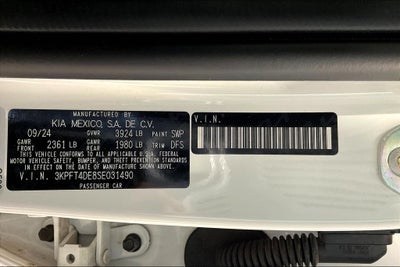 MANUFACTURED BY
KIA MEXICO, S.A. DE C.V.
09/24 GVWR 3924 LB PAINT SWP
GAWR FRONT 2361 LB GAWR REAR 1980 LB TRIM DFS
THIS VEHICLE CONFORMS TO ALL APPLICABLE U.S.A. FEDERAL
MOTOR VEHICLE SAFETY, BUMPER, AND THEFT PREVENTION
STANDARDS IN EFFECT ON THE DATE OF MANUFACTURE SHOWN
ABOVE.
V.I.N. 3KPFT4DE8SE031490
PASSENGER CAR
V.I.N.